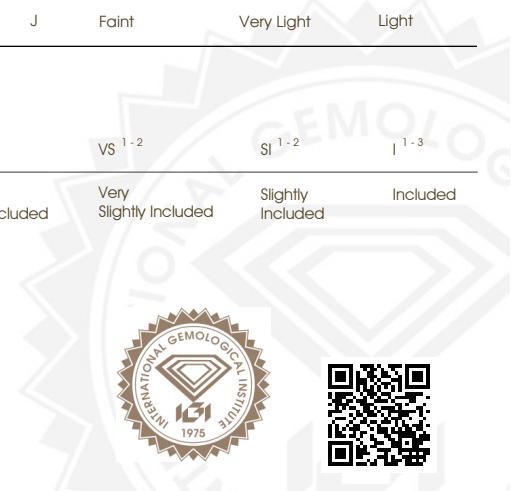 J Faint Very Light Light
VS 1 - 2 SI 1 - 2 I 1 - 3
Very Slightly Included
cluded Slightly Included Included
INTERNATIONAL GEMOLOGICAL INSTITUTE
IGI
1975